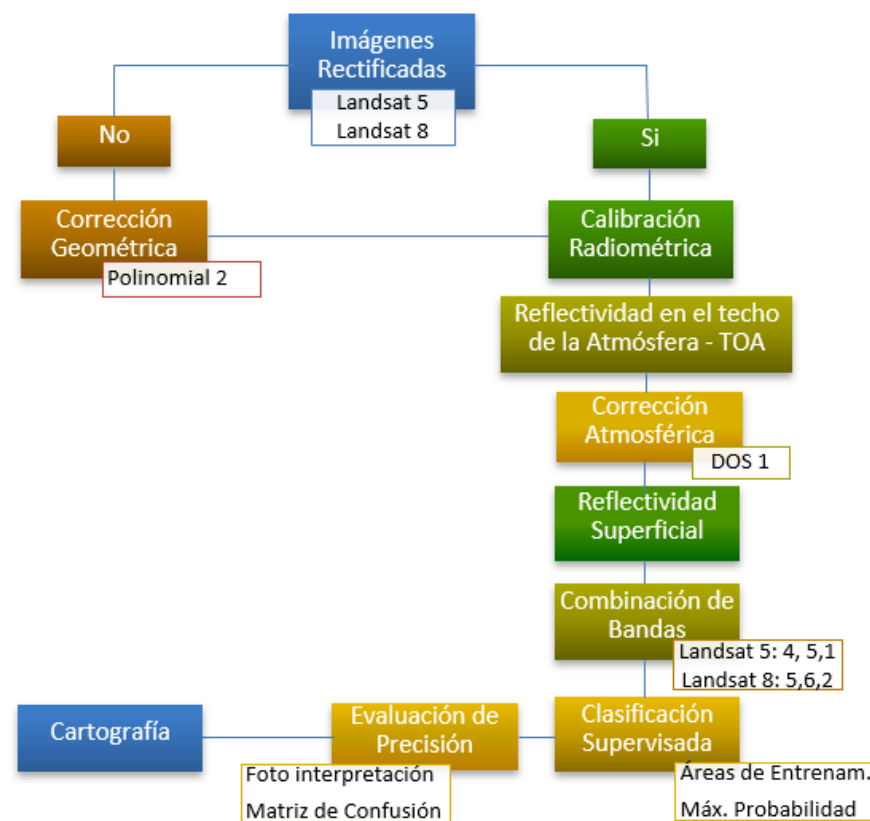 Imágenes
Rectificadas
Landsat 5
Landsat 8
No
Si
Corrección
Geométrica
Polinomial 2
Calibración
Radiométrica
Reflectividad en el techo
de la Atmósfera - TOA
Corrección
Atmosférica
DOS 1
Reflectividad
Superficial
Combinación de
Bandas
Landsat 5: 4, 5,1
Landsat 8: 5,6,2
Clasificación
Supervisada
Áreas de Entrenam.
Máx. Probabilidad
Evaluación de
Precisión
Foto interpretación
Matriz de Confusión
Cartografía